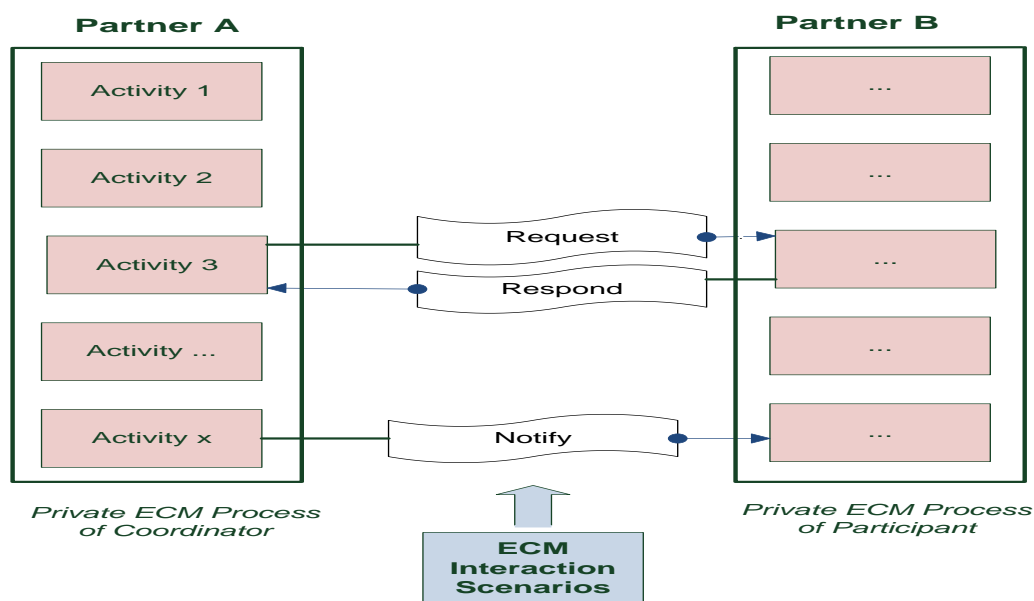 Partner A
Partner B
Activity 1
Activity 2
Activity 3
Activity ...
Activity x
Request
Respond
Notify
...
...
...
...
...
Private ECM Process
of Coordinator
Private ECM Process
of Participant
ECM
Interaction
Scenarios